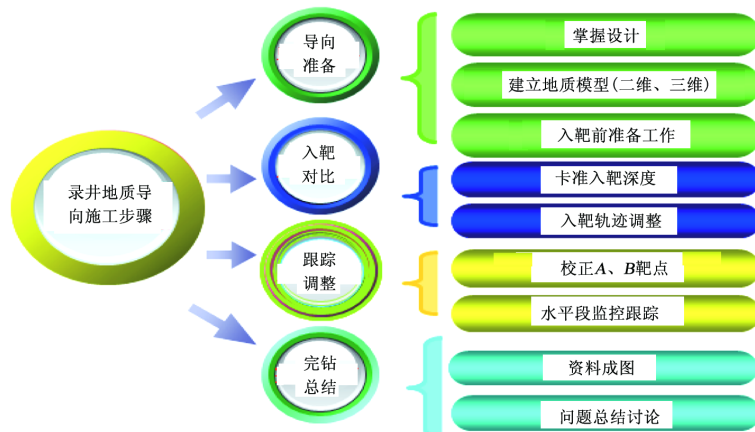 录井地质导
向施工步骤
导向
准备
掌握设计
建立地质模型(二维、三维)
入靶前准备工作
入靶
对比
卡准入靶深度
入靶轨迹调整
跟踪
调整
校正A、B靶点
水平段监控跟踪
完钻
总结
资料成图
问题总结讨论